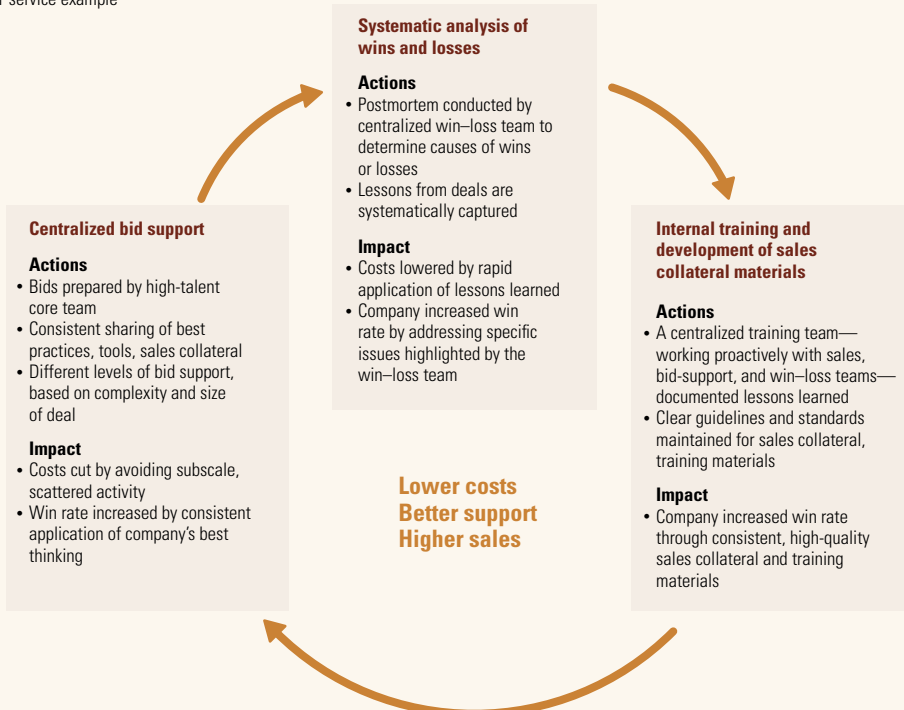 service example
Systematic analysis of
wins and losses
Actions
• Postmortem conducted by
centralized win–loss team to
determine causes of wins
or losses
• Lessons from deals are
systematically captured
Impact
• Costs lowered by rapid
application of lessons learned
• Company increased win
rate by addressing specific
issues highlighted by the
win–loss team
Centralized bid support
Actions
• Bids prepared by high-talent
core team
• Consistent sharing of best
practices, tools, sales collateral
• Different levels of bid support,
based on complexity and size
of deal
Impact
• Costs cut by avoiding subscale,
scattered activity
• Win rate increased by consistent
application of company’s best
thinking
Internal training and
development of sales
collateral materials
Actions
• A centralized training team—
working proactively with sales,
bid-support, and win–loss teams—
documented lessons learned
• Clear guidelines and standards
maintained for sales collateral,
training materials
Impact
• Company increased win rate
through consistent, high-quality
sales collateral and training
materials
Lower costs
Better support
Higher sales